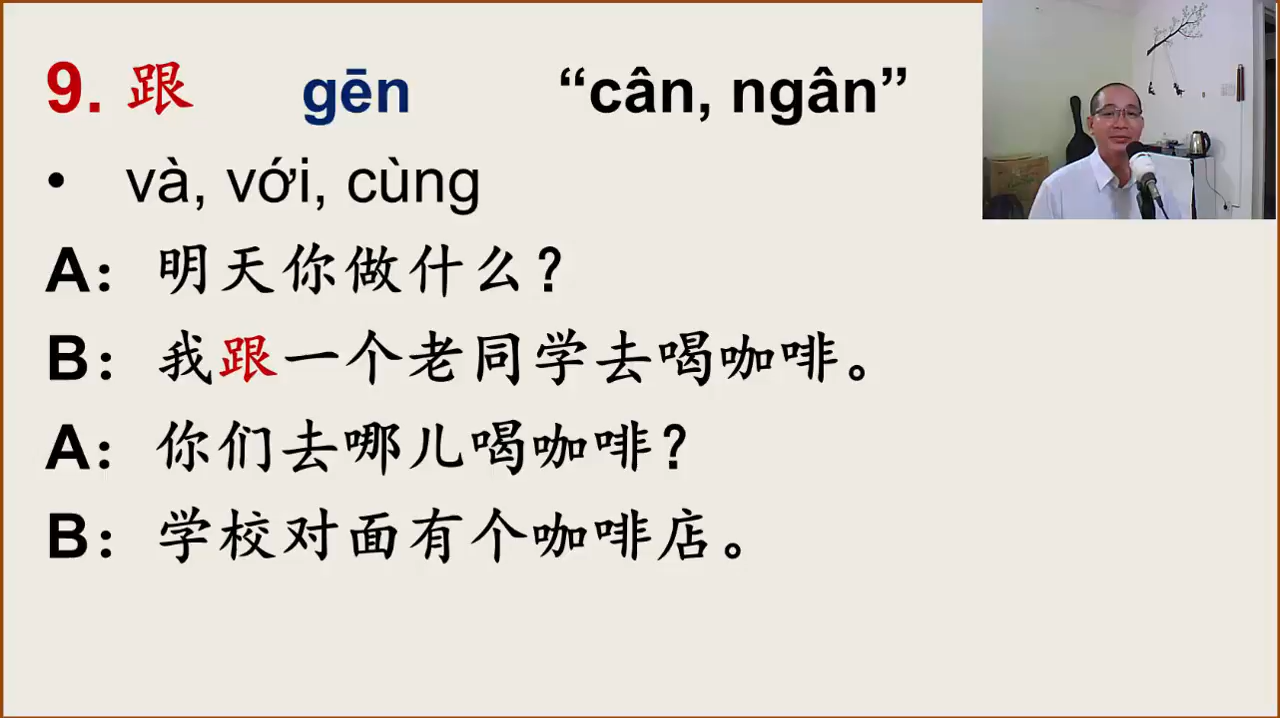 9. 跟 gēn “cân, ngân”
• và, với, cùng
A：明天你做什么？
B：我跟一个老同学去喝咖啡。
A：你们去哪儿喝咖啡？
B：学校对面有个咖啡店。